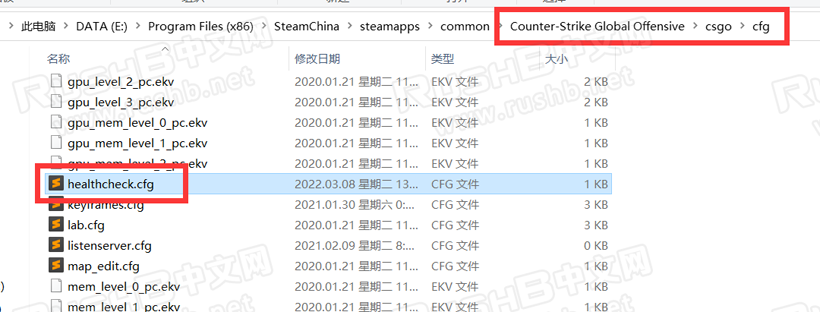 此电脑 › DATA (E:) › Program Files (x86) › SteamChina › steamapps › common › Counter-Strike Global Offensive › csgo › cfg
名称 修改日期 类型 大小
gpu_level_2_pc.ekv 2020.01.21 星期二 11... EKV 文件 2 KB
gpu_level_3_pc.ekv 2020.01.21 星期二 11... EKV 文件 2 KB
gpu_mem_level_0_pc.ekv 2020.01.21 星期二 11... EKV 文件 1 KB
gpu_mem_level_1_pc.ekv 2020.01.21 星期二 11... EKV 文件 1 KB
gpu_mem_level_2_pc.ekv 2020.01.21 星期二 11... EKV 文件 1 KB
healthcheck.cfg 2022.03.08 星期二 13... CFG 文件 1 KB
keyframes.cfg 2021.01.30 星期六 0:... CFG 文件 3 KB
lab.cfg 2020.01.21 星期二 11... CFG 文件 3 KB
listenserver.cfg 2021.02.09 星期二 8:... CFG 文件 0 KB
map_edit.cfg 2020.01.21 星期二 11... CFG 文件 1 KB
mem_level_0_pc.ekv 2020.01.21 星期二 11... EKV 文件 1 KB
mem_level_1_pc.ekv 2020.01.21 星期二 11... EKV 文件 1 KB
RUSHB中文网
www.rushb.net